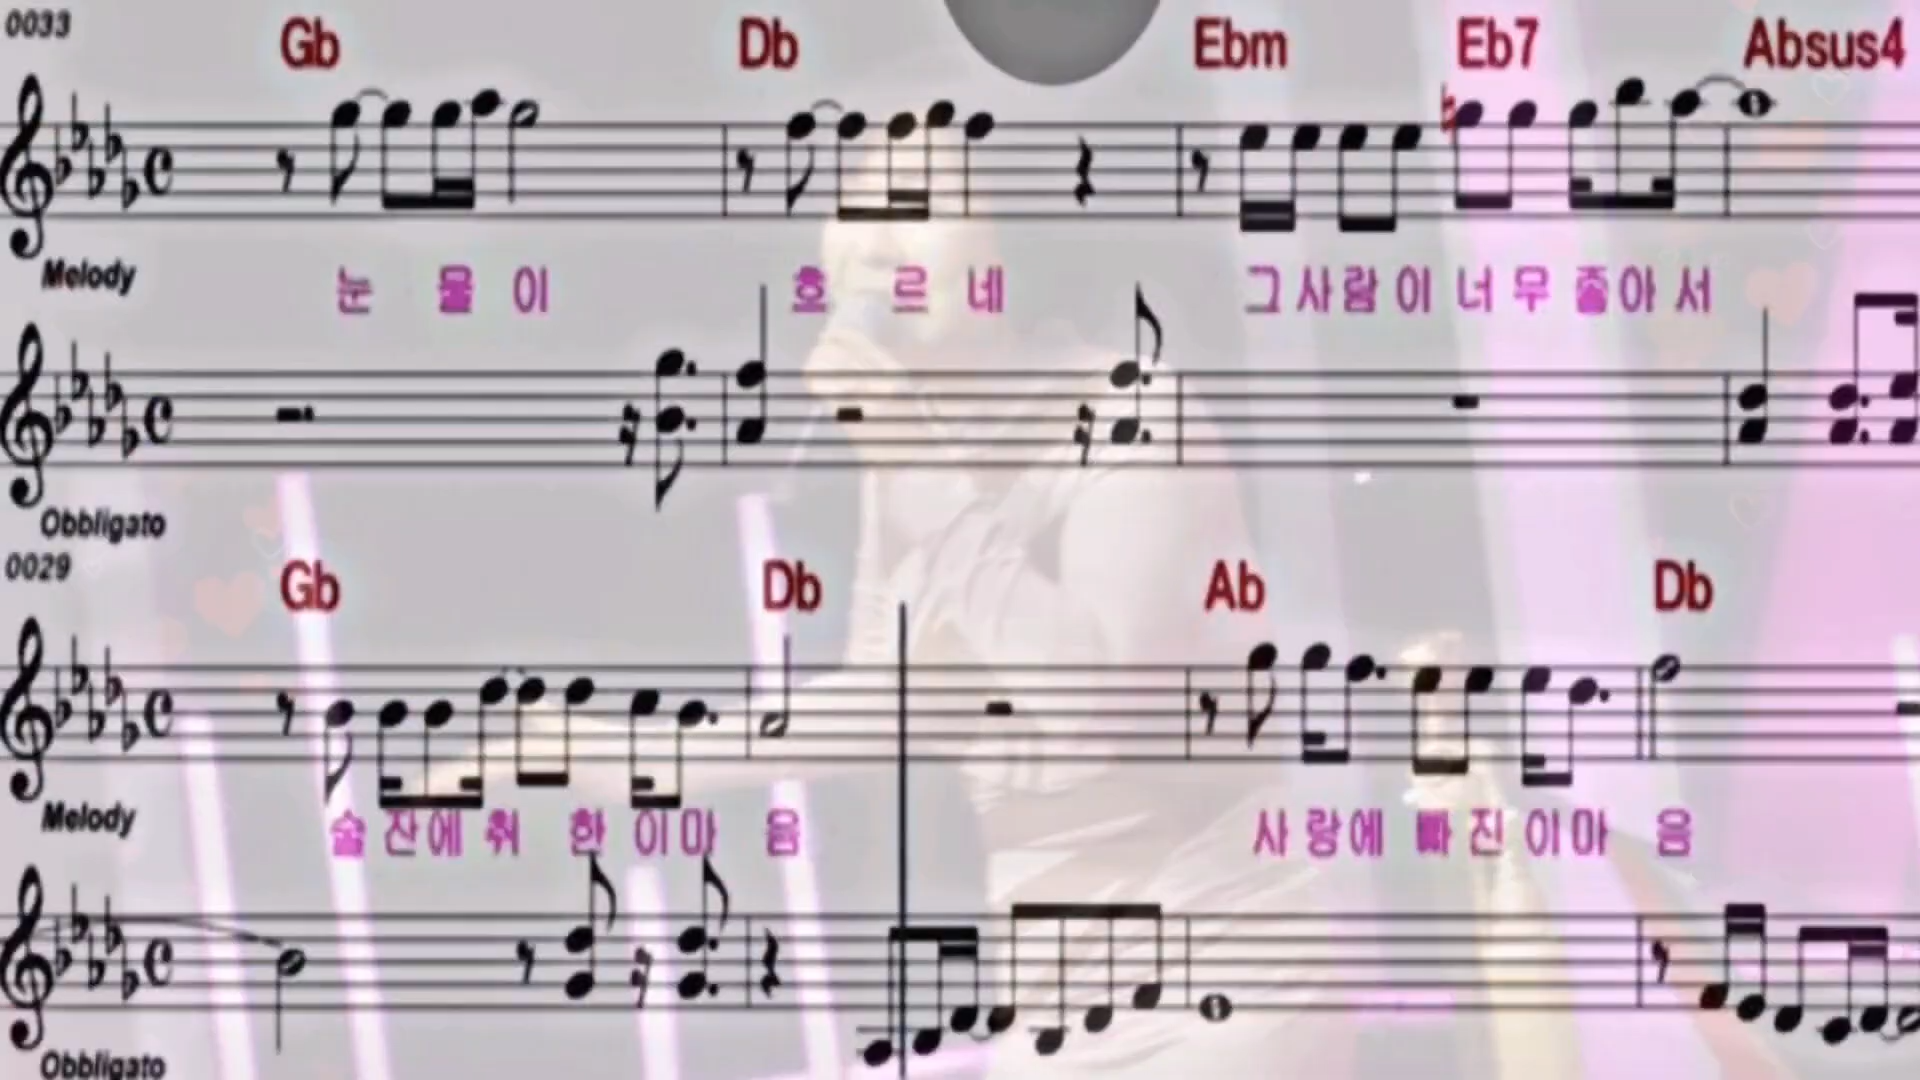 0033
Gb Db Ebm Eb7 Absus4
Melody
눈 물 이 흐 르 네 그 사 람 이 너 무 좋 아 서
Obbligato
0029
Gb Db Ab Db
Melody
술 잔 에 취 한 이 마 음 사 랑 에 빠 진 이 마 음
Obbligato